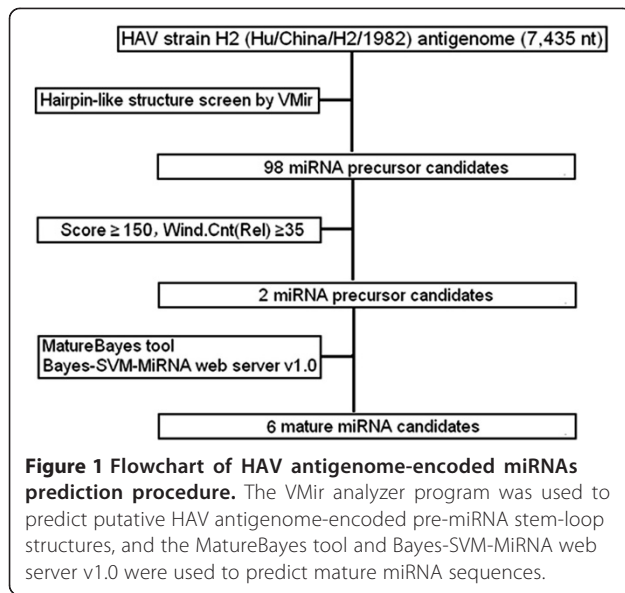 HAV strain H2 (Hu/China/H2/1982) antigenome (7,435 nt)
Hairpin-like structure screen by VMir
98 miRNA precursor candidates
Score ≥ 150, Wind.Cnt(Rel) ≥35
2 miRNA precursor candidates
MatureBayes tool
Bayes-SVM-MiRNA web server v1.0
6 mature miRNA candidates
Figure 1 Flowchart of HAV antigenome-encoded miRNAs
prediction procedure. The VMir analyzer program was used to
predict putative HAV antigenome-encoded pre-miRNA stem-loop
structures, and the MatureBayes tool and Bayes-SVM-MiRNA web
server v1.0 were used to predict mature miRNA sequences.